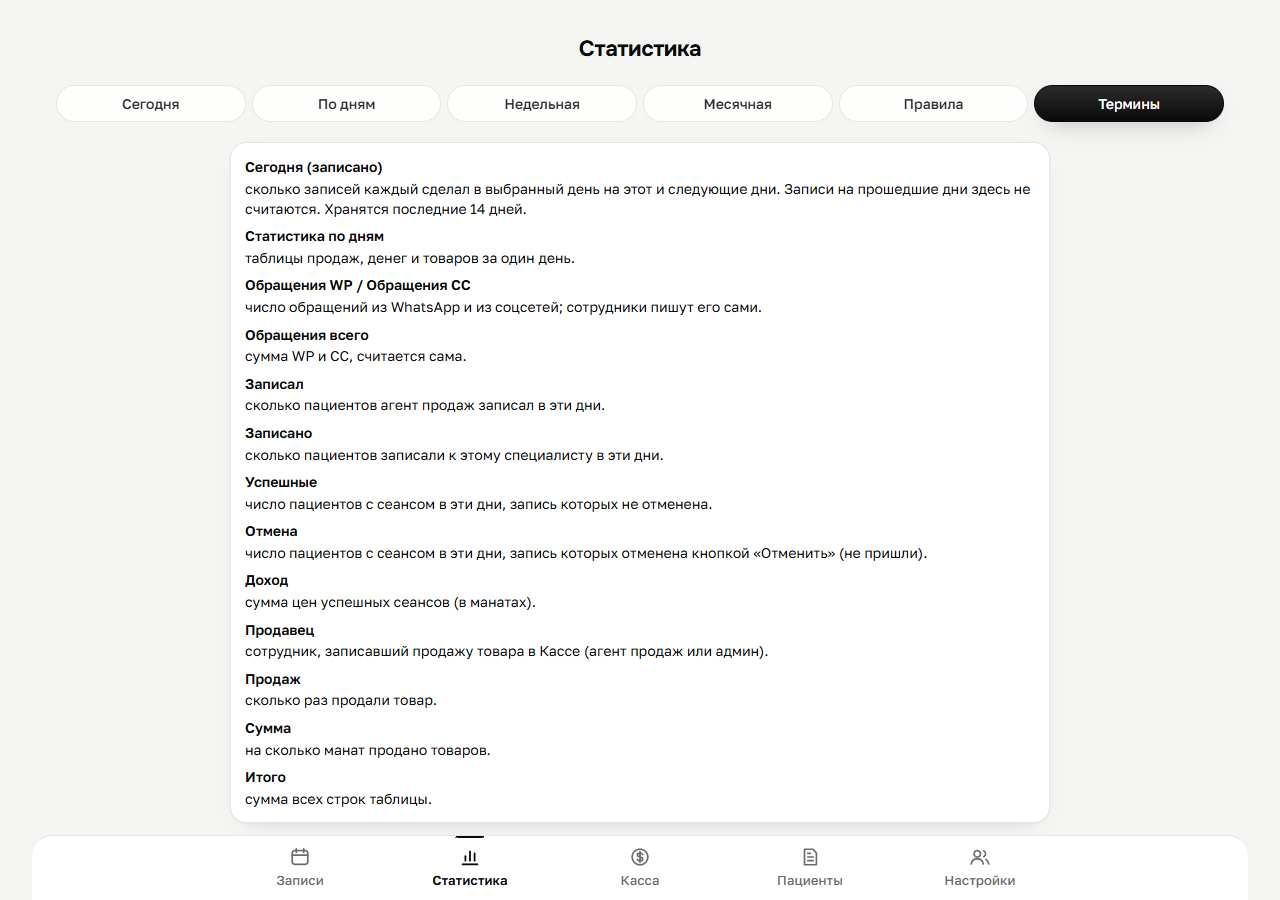 Статистика
Сегодня
По дням
Недельная
Месячная
Правила
Термины
Сегодня (записано)
сколько записей каждый сделал в выбранный день на этот и следующие дни. Записи на прошедшие дни здесь не
считаются. Хранятся последние 14 дней.
Статистика по дням
таблицы продаж, денег и товаров за один день.
Обращения WP / Обращения СС
число обращений из WhatsApp и из соцсетей; сотрудники пишут его сами.
Обращения всего
сумма WP и СС, считается сама.
Записал
сколько пациентов агент продаж записал в эти дни.
Записано
сколько пациентов записали к этому специалисту в эти дни.
Успешные
число пациентов с сеансом в эти дни, запись которых не отменена.
Отмена
число пациентов с сеансом в эти дни, запись которых отменена кнопкой «Отменить» (не пришли).
Доход
сумма цен успешных сеансов (в манатах).
Продавец
сотрудник, записавший продажу товара в Кассе (агент продаж или админ).
Продаж
сколько раз продали товар.
Сумма
на сколько манат продано товаров.
Итого
сумма всех строк таблицы.
Записи
Статистика
Касса
Пациенты
Настройки